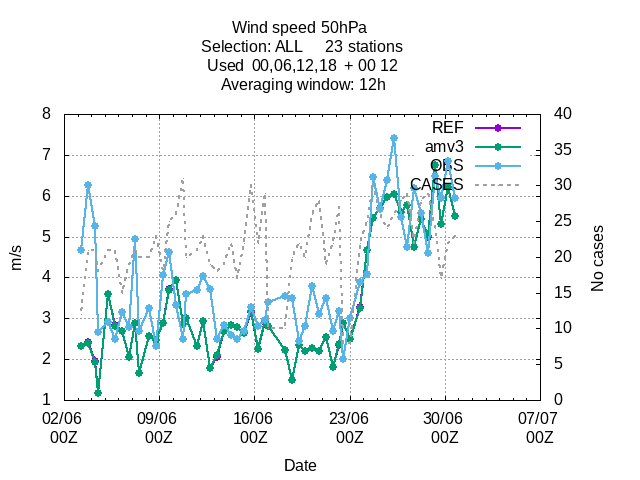 Wind speed 50hPa
Selection: ALL 23 stations
Used 00,06,12,18 + 00 12
Averaging window: 12h
8
7
6
5
4
3
2
1
m/s
40
35
30
25
20
15
10
5
0
No cases
REF
amv3
OBS
CASES
02/06 09/06 16/06 23/06 30/06 07/07
00Z 00Z 00Z 00Z 00Z 00Z
Date